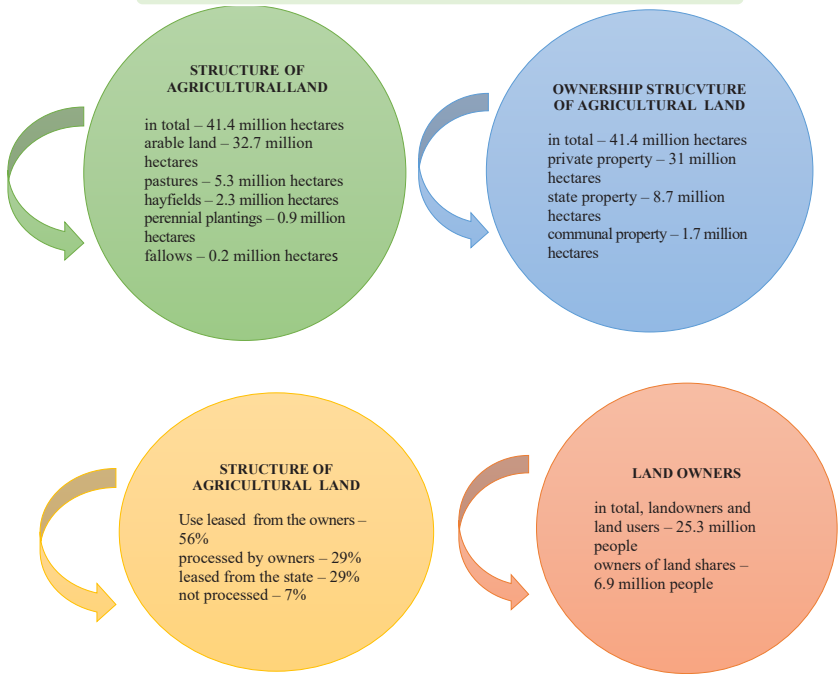 STRUCTURE OF
AGRICULTURAL LAND
in total – 41.4 million hectares
arable land – 32.7 million
hectares
pastures – 5.3 million hectares
hayfields – 2.3 million hectares
perennial plantings – 0.9 million
hectares
fallows – 0.2 million hectares
OWNERSHIP STRUCVTURE
OF AGRICULTURAL LAND
in total – 41.4 million hectares
private property – 31 million
hectares
state property – 8.7 million
hectares
communal property – 1.7 million
hectares
STRUCTURE OF
AGRICULTURAL LAND
Use leased from the owners –
56%
processed by owners – 29%
leased from the state – 29%
not processed – 7%
LAND OWNERS
in total, landowners and
land users – 25.3 million
people
owners of land shares –
6.9 million people